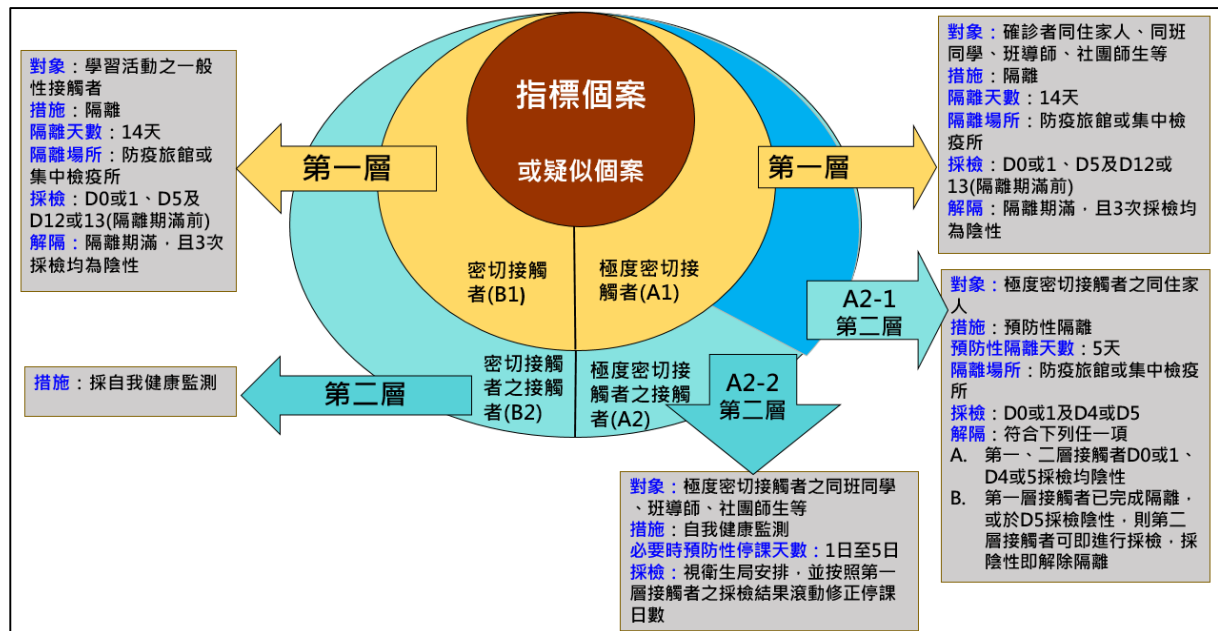 對象：學習活動之一般
性接觸者
措施：隔離
隔離天數：14天
隔離場所：防疫旅館或
集中檢疫所
採檢：D0或1、D5及
D12或13(隔離期滿前)
解隔：隔離期滿，且3次
採檢均為陰性
第一層
指標個案
或疑似個案
第一層
對象：確診者同住家人、同班
同學、班導師、社團師生等
措施：隔離
隔離天數：14天
隔離場所：防疫旅館或集中檢
疫所
採檢：D0或1、D5及D12或
13(隔離期滿前)
解隔：隔離期滿，且3次採檢均
為陰性
密切接觸
者(B1)
極度密切接
觸者(A1)
A2-1
第二層
對象：極度密切接觸者之同住家
人
措施：預防性隔離
預防性隔離天數：5天
隔離場所：防疫旅館或集中檢疫
所
採檢：D0或1及D4或D5
解隔：符合下列任一項
A. 第一、二層接觸者D0或1、
D4或5採檢均陰性
B. 第一層接觸者已完成隔離，
或於D5採檢陰性，則第二
層接觸者可即進行採檢，採
陰性即解除隔離
措施：採自我健康監測
第二層
密切接觸
者之接觸
者(B2)
極度密切接
觸者之接觸
者(A2)
A2-2
第二層
對象：極度密切接觸者之同班同學
、班導師、社團師生等
措施：自我健康監測
必要時預防性停課天數：1日至5日
採檢：視衛生局安排，並按照第一
層接觸者之採檢結果滾動修正停課
日數